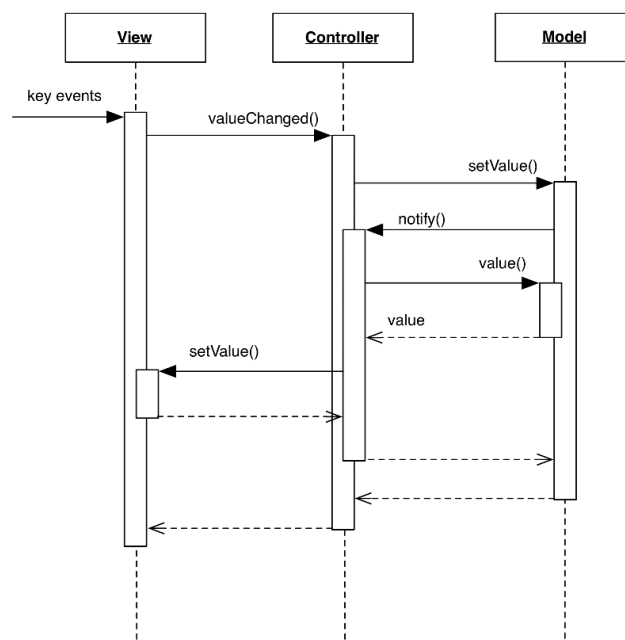 View
Controller
Model
key events
valueChanged()
setValue()
notify()
value()
value
setValue()